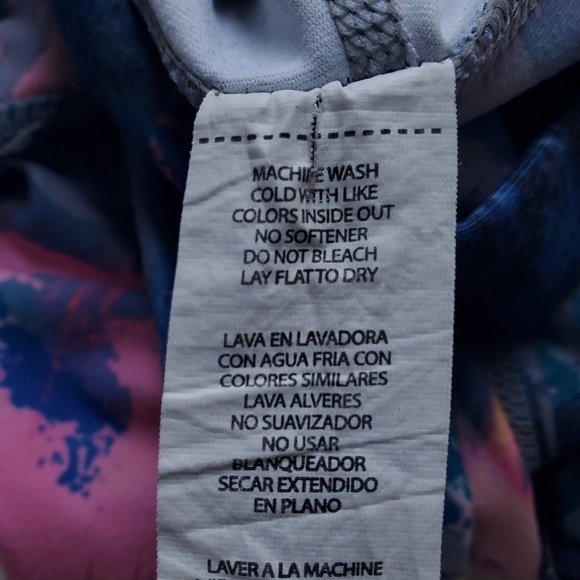 MACHINE WASH
COLD WITH LIKE
COLORS INSIDE OUT
NO SOFTENER
DO NOT BLEACH
LAY FLAT TO DRY
LAVA EN LAVADORA
CON AGUA FRIA CON
COLORES SIMILARES
LAVA ALVERES
NO SUAVIZADOR
NO USAR
BLANQUEADOR
SECAR EXTENDIDO
EN PLANO
LAVER A LA MACHINE